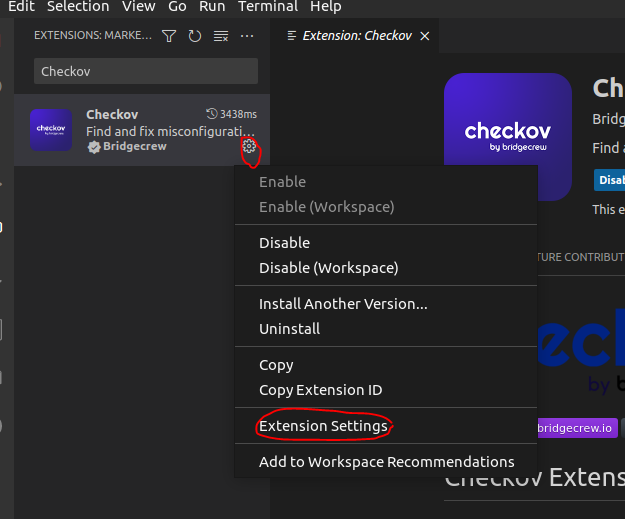 Edit Selection View Go Run Terminal Help
EXTENSIONS: MARKE...
Extension: Checkov
Checkov
Checkov 3438ms
Find and fix misconfigurati...
Bridgecrew
checkov
checkov
by bridgecrew
Ch
Bridg
Find a
Disab
This e
Enable
Enable (Workspace)
Disable
Disable (Workspace)
Install Another Version...
Uninstall
Copy
Copy Extension ID
Extension Settings
Add to Workspace Recommendations
TURE CONTRIBUT
eck
by b
bridgecrew.io
Checkov Extens